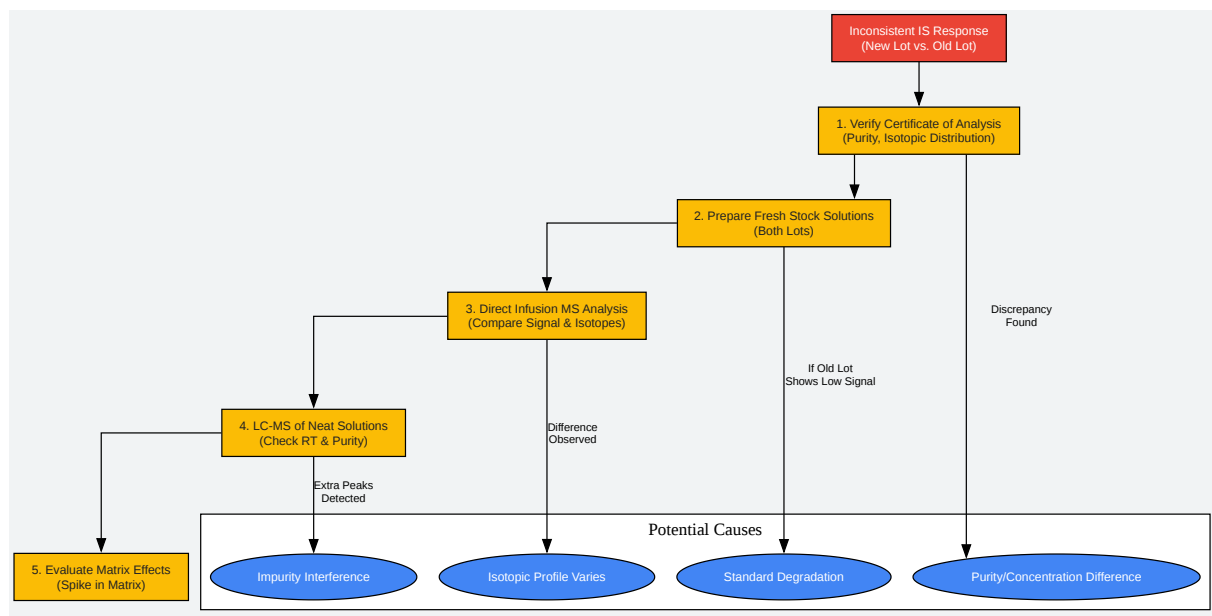 Inconsistent IS Response
(New Lot vs. Old Lot)
1. Verify Certificate of Analysis
(Purity, Isotopic Distribution)
2. Prepare Fresh Stock Solutions
(Both Lots)
3. Direct Infusion MS Analysis
(Compare Signal & Isotopes)
Discrepancy
Found
If Old Lot
Shows Low Signal
4. LC-MS of Neat Solutions
(Check RT & Purity)
Difference
Observed
Extra Peaks
Detected
Potential Causes
5. Evaluate Matrix Effects
(Spike in Matrix)
Impurity Interference
Isotopic Profile Varies
Standard Degradation
Purity/Concentration Difference